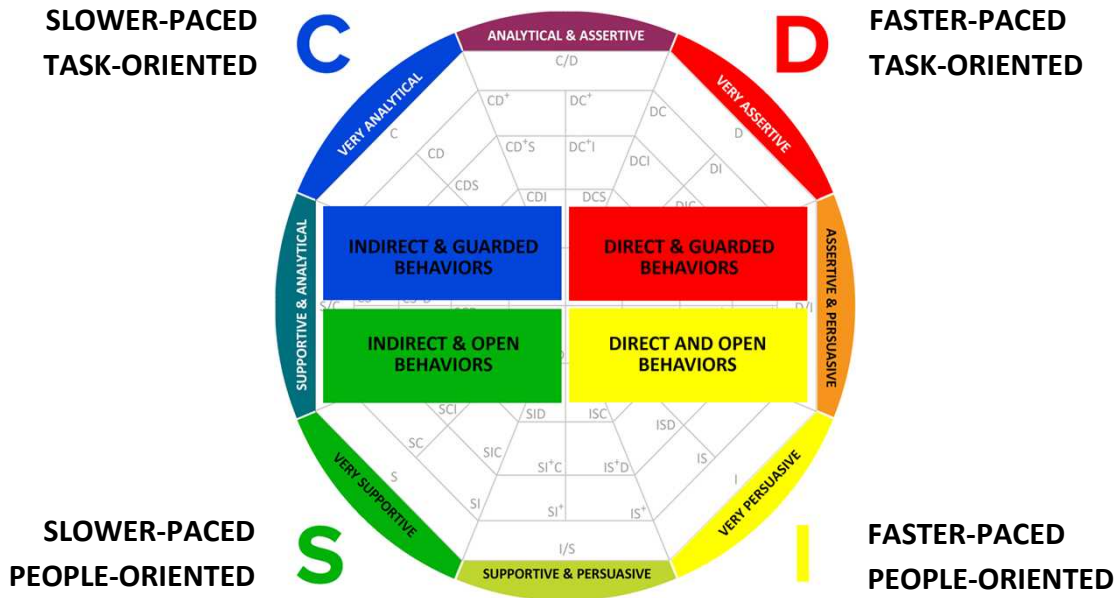 SLOWER-PACED
TASK-ORIENTED
C
ANALYTICAL & ASSERTIVE
D
FASTER-PACED
TASK-ORIENTED
VERY ANALYTICAL
VERY ASSERTIVE
C/D
CD⁺
DC⁺
DC
C
D
CD⁺S
DC⁺I
CD
DCI
DI
CDS
CDI
DCS
SUPPORTIVE & ANALYTICAL
INDIRECT & GUARDED
BEHAVIORS
DIRECT & GUARDED
BEHAVIORS
ASSERTIVE & PERSUASIVE
S/C
D/I
INDIRECT & OPEN
BEHAVIORS
DIRECT AND OPEN
BEHAVIORS
SCI
SID
ISC
ISD
SC
SIC
IS
S
SI⁺C
IS⁺D
I
SI
SI⁺
IS⁺
VERY SUPPORTIVE
VERY PERSUASIVE
I/S
SLOWER-PACED
PEOPLE-ORIENTED
S
SUPPORTIVE & PERSUASIVE
I
FASTER-PACED
PEOPLE-ORIENTED